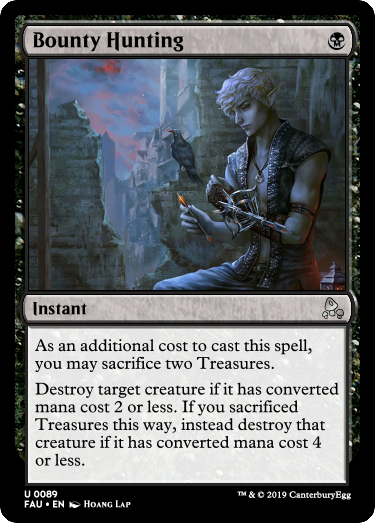 Bounty Hunting
Instant
As an additional cost to cast this spell,
you may sacrifice two Treasures.
Destroy target creature if it has converted
mana cost 2 or less. If you sacrificed
Treasures this way, instead destroy that
creature if it has converted mana cost 4
or less.
U 0089
FAU • EN Hoang Lap
™ & © 2019 CanterburyEgg